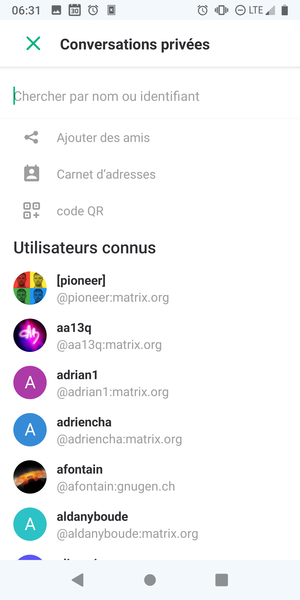 06:31
30
LTE
Conversations privées
Chercher par nom ou identifiant
Ajouter des amis
Carnet d'adresses
code QR
Utilisateurs connus
[pioneer]
@pioneer:matrix.org
aa13q
@aa13q:matrix.org
A
adrian1
@adrian1:matrix.org
A
adriencha
@adriencha:matrix.org
afontain
@afontain:gnugen.ch
A
aldanyboude
@aldanyboude:matrix.org